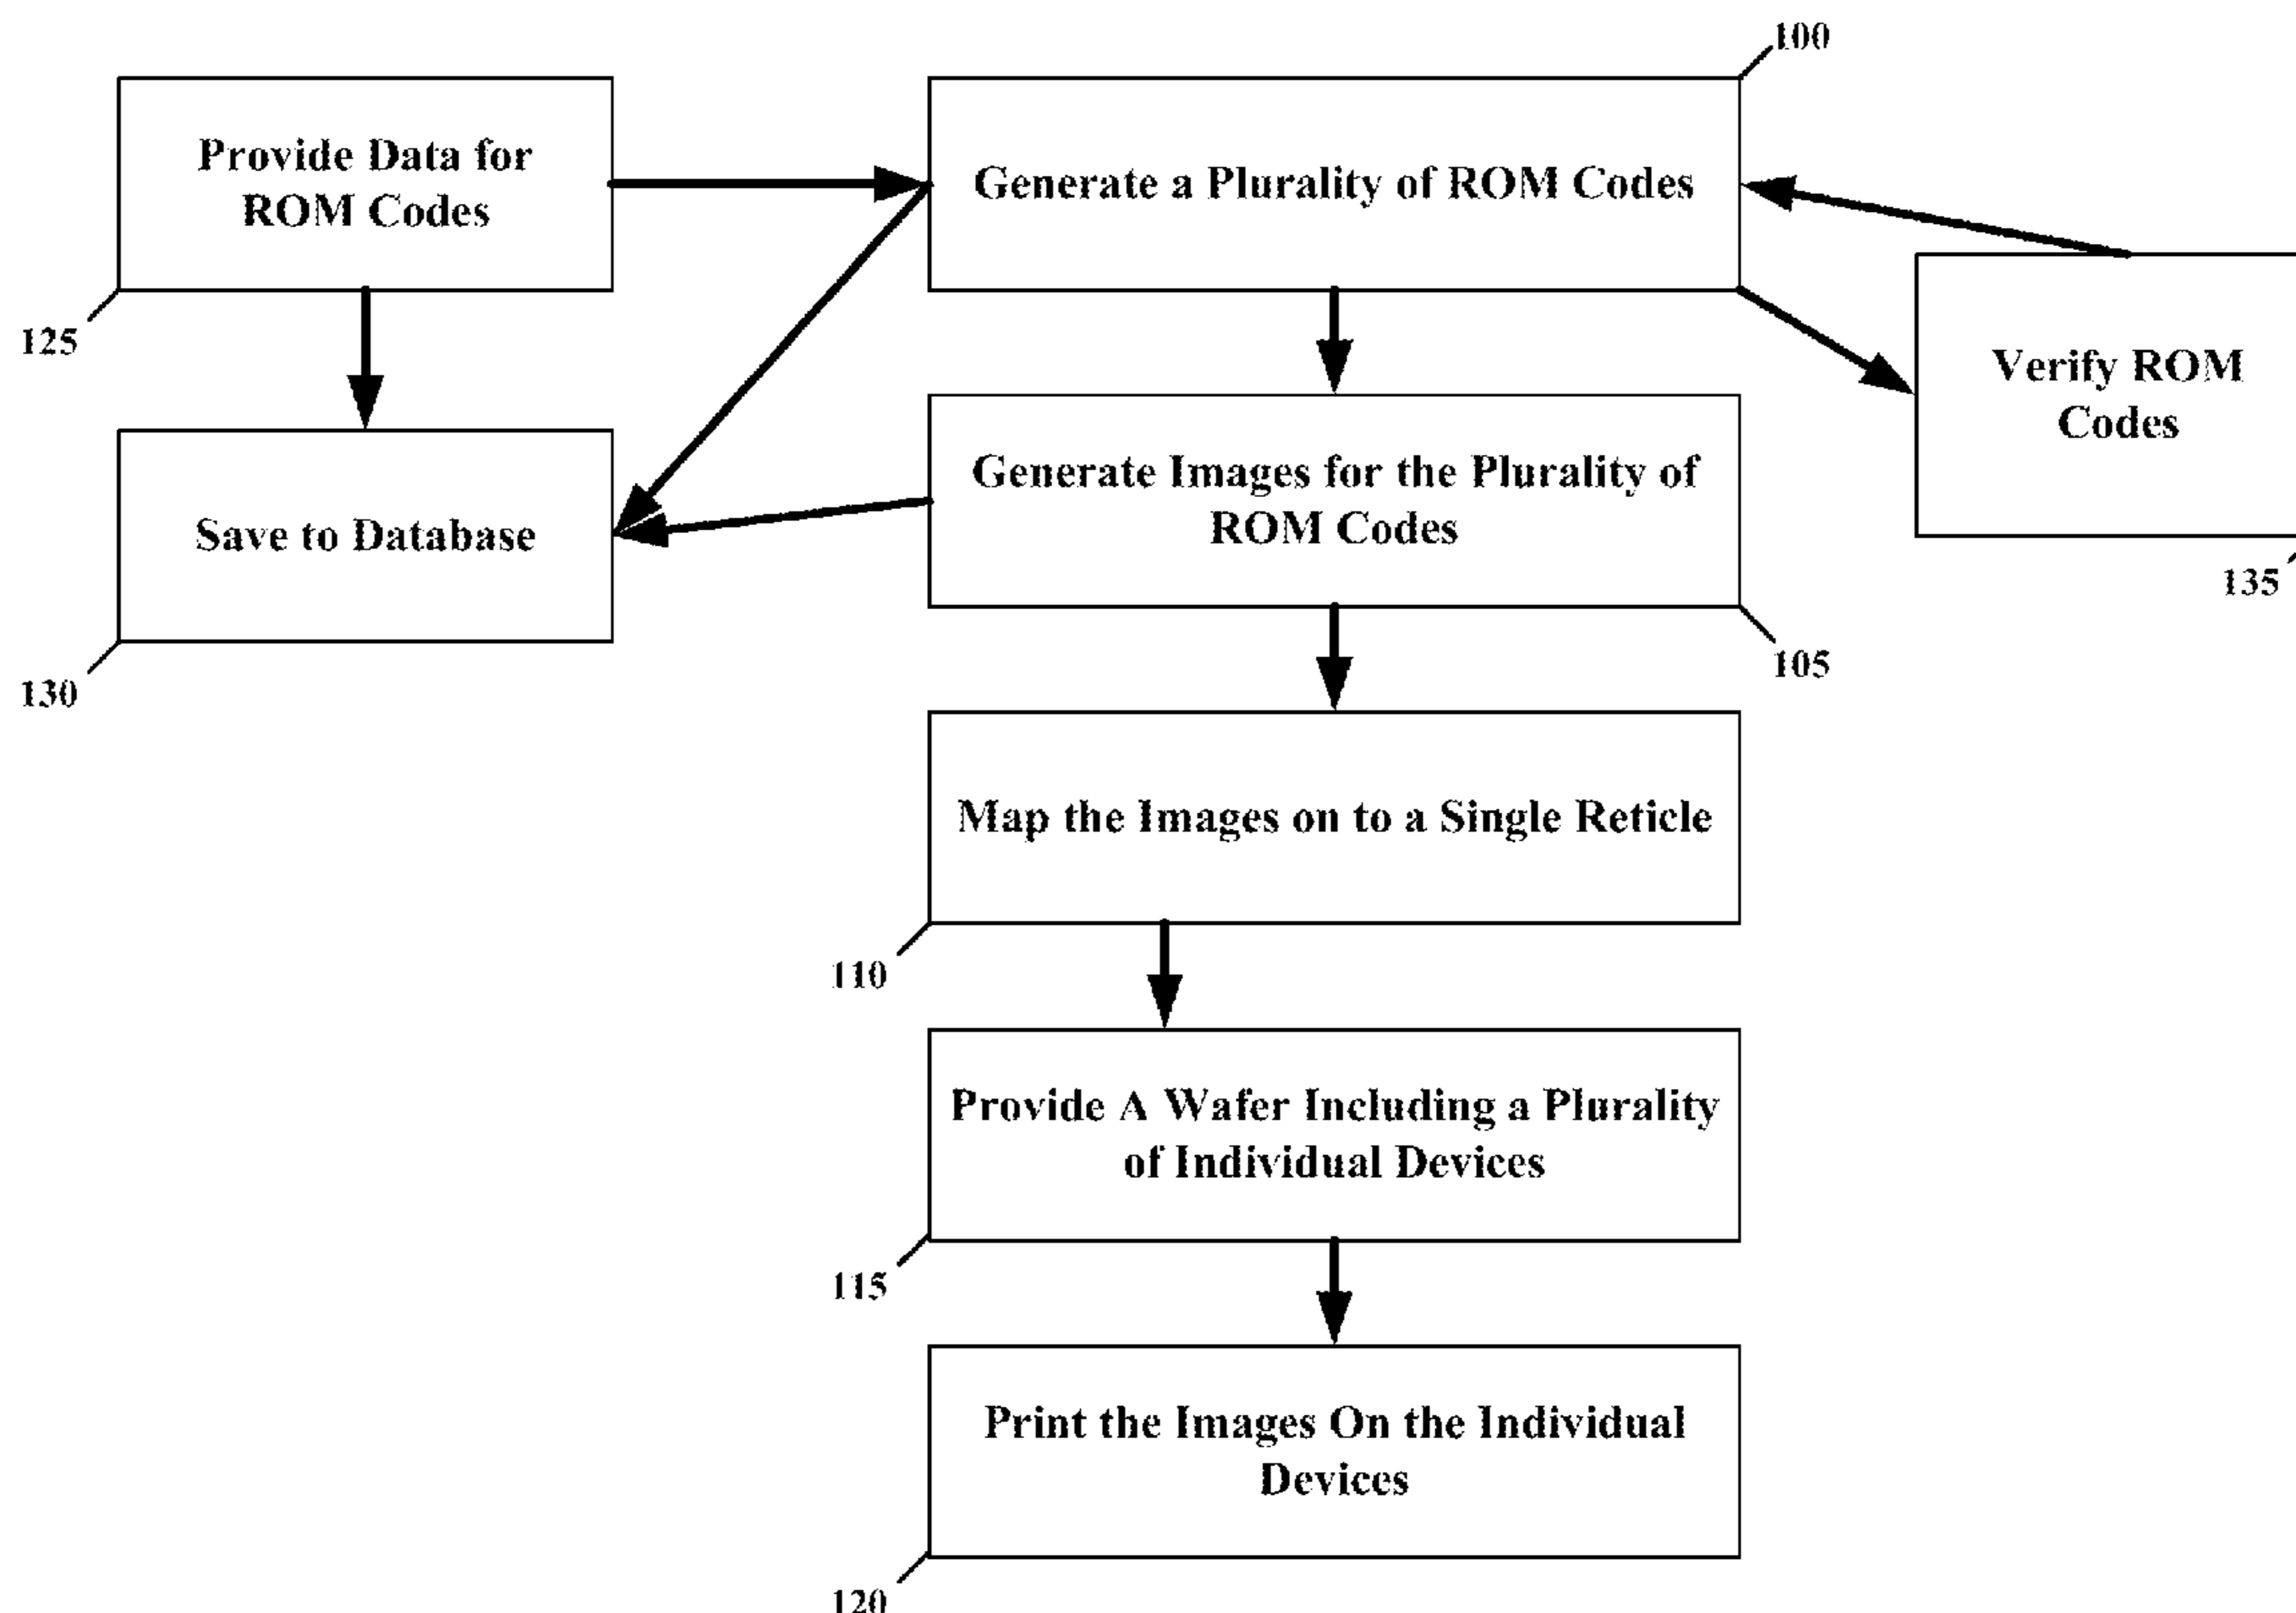 100
Provide Data for
ROM Codes
125
Generate a Plurality of ROM Codes
Verify ROM
Codes
135
Save to Database
130
Generate Images for the Plurality of
ROM Codes
105
Map the Images on to a Single Reticle
110
Provide A Wafer Including a Plurality
of Individual Devices
115
Print the Images On the Individual
Devices
120